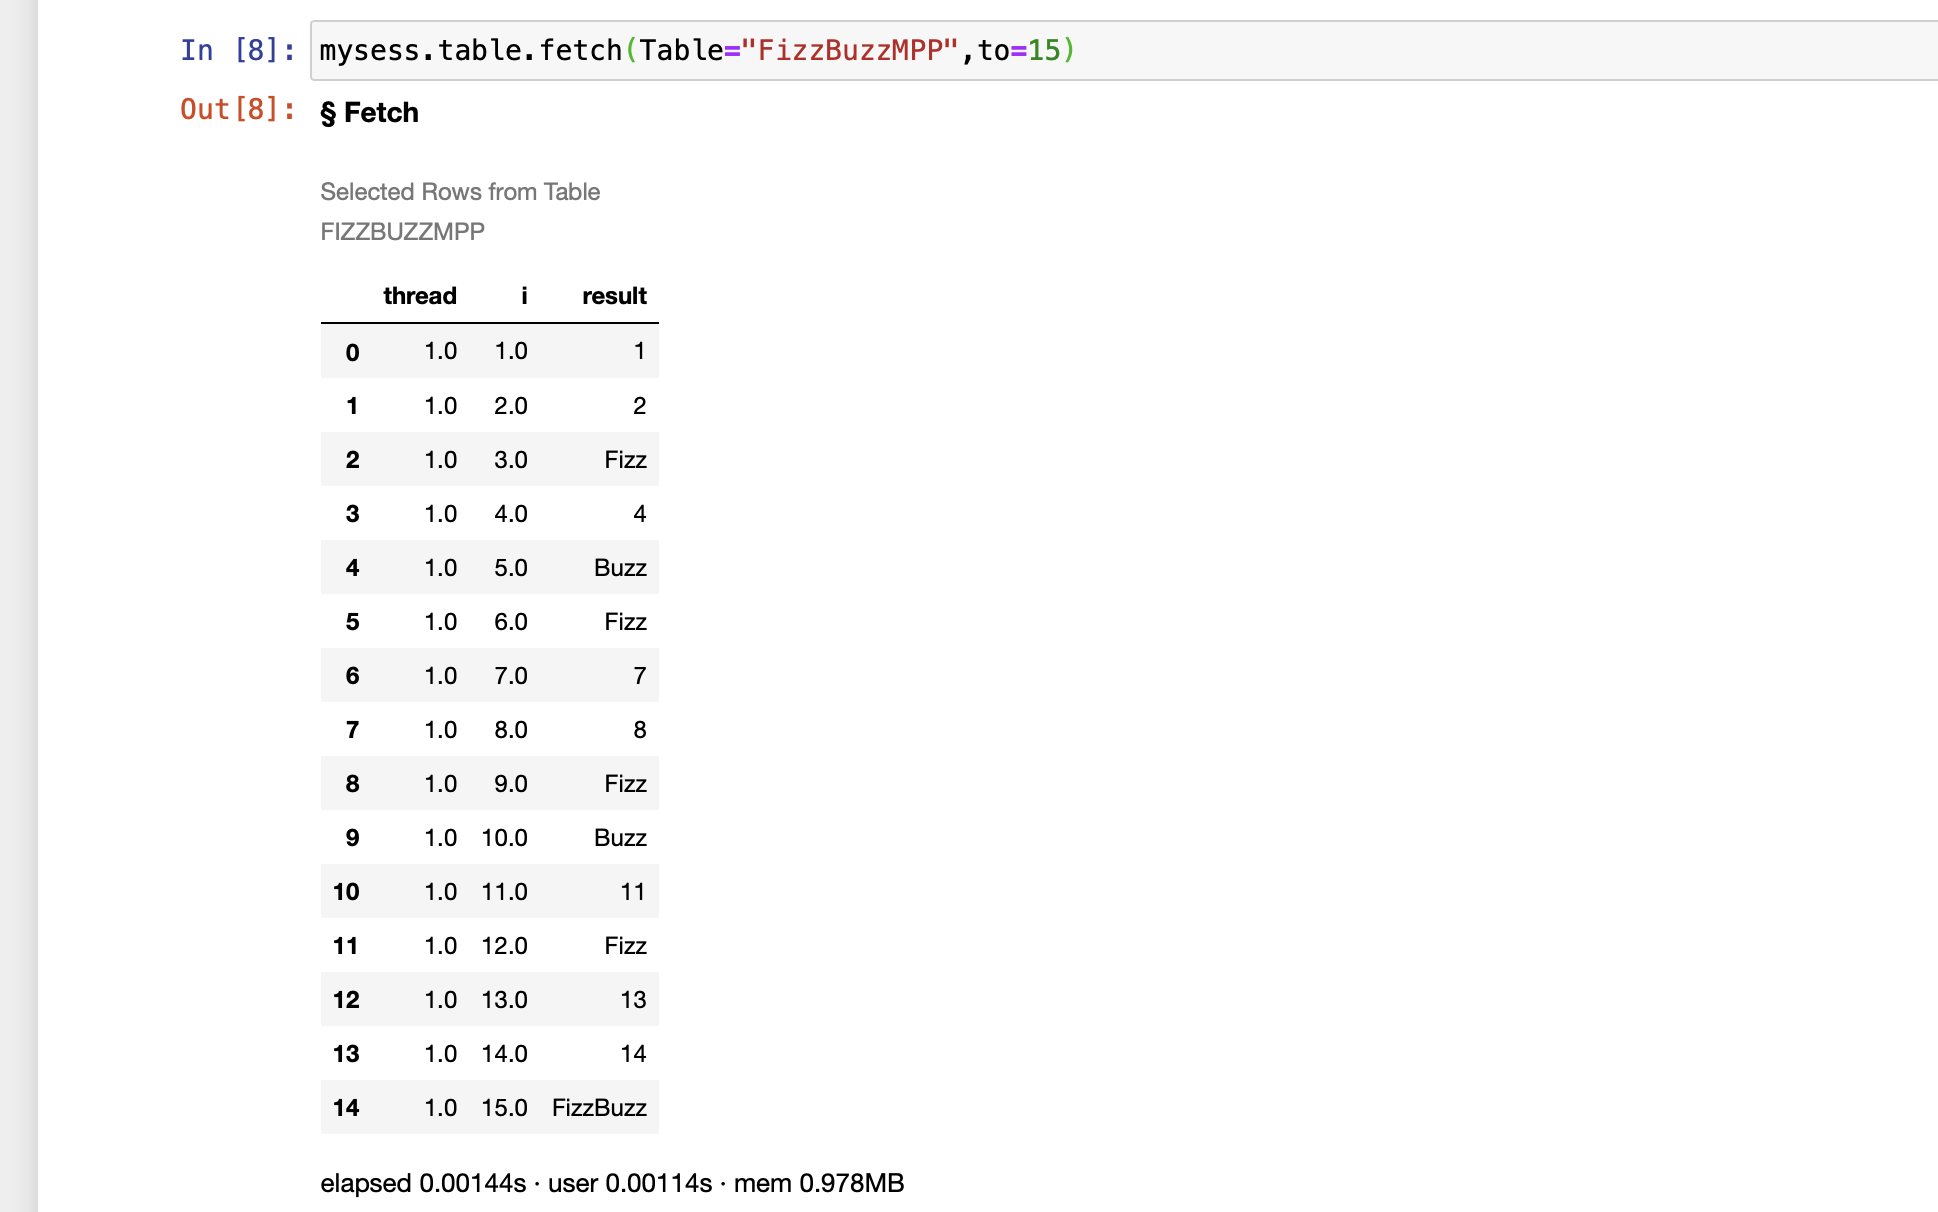 In [8]: mysess.table.fetch(Table="FizzBuzzMPP",to=15)
Out[8]: § Fetch
Selected Rows from Table
FIZZBUZZMPP
thread i result
0 1.0 1.0 1
1 1.0 2.0 2
2 1.0 3.0 Fizz
3 1.0 4.0 4
4 1.0 5.0 Buzz
5 1.0 6.0 Fizz
6 1.0 7.0 7
7 1.0 8.0 8
8 1.0 9.0 Fizz
9 1.0 10.0 Buzz
10 1.0 11.0 11
11 1.0 12.0 Fizz
12 1.0 13.0 13
13 1.0 14.0 14
14 1.0 15.0 FizzBuzz
elapsed 0.00144s · user 0.00114s · mem 0.978MB